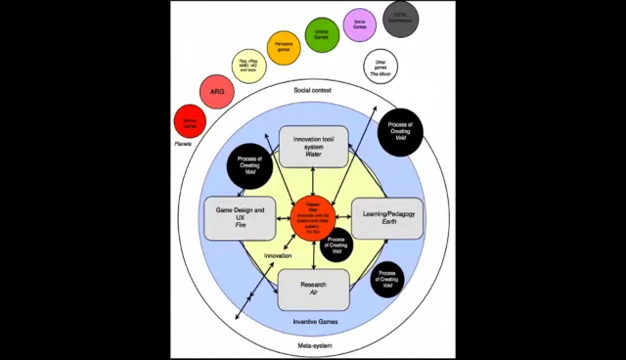 Social
Games
Mobile
Games
Pervasive
games
ARG
Other
games
The Moon
Planets
Social context
Process of
Creating
Void
Innovation tool/
system
Water
Process of
Creating
Void
Game Design and
UX
Fire
Learning/Pedagogy
Earth
Process of
Creating
Void
Innovation
Process of
Creating
Void
Research
Air
Inventive Games
Meta-system